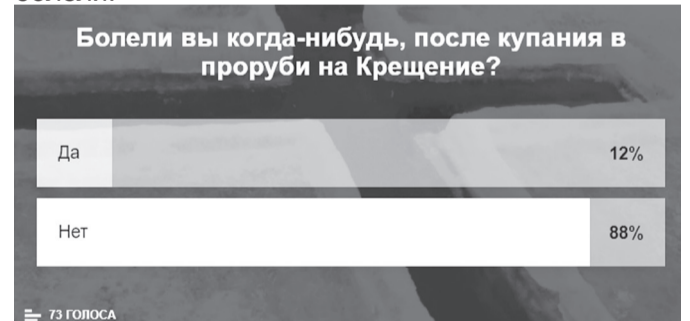 Болели вы когда-нибудь, после купания в
проруби на Крещение?
Да 12%
Нет 88%
73 ГОЛОСА